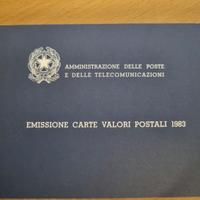 AMMINISTRAZIONE DELLE POSTE
E DELLE TELECOMUNICAZIONI
EMISSIONE CARTE VALORI POSTALI 1983